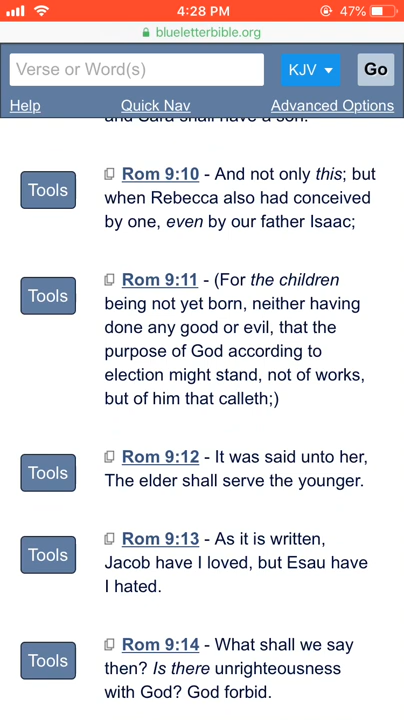 4:28 PM
47%
blueletterbible.org
Verse or Word(s)
KJV
Go
Help
Quick Nav
Advanced Options
and Sara shall have a son.
Tools
Rom 9:10 - And not only this; but
when Rebecca also had conceived
by one, even by our father Isaac;
Tools
Rom 9:11 - (For the children
being not yet born, neither having
done any good or evil, that the
purpose of God according to
election might stand, not of works,
but of him that calleth;)
Tools
Rom 9:12 - It was said unto her,
The elder shall serve the younger.
Tools
Rom 9:13 - As it is written,
Jacob have I loved, but Esau have
I hated.
Tools
Rom 9:14 - What shall we say
then? Is there unrighteousness
with God? God forbid.